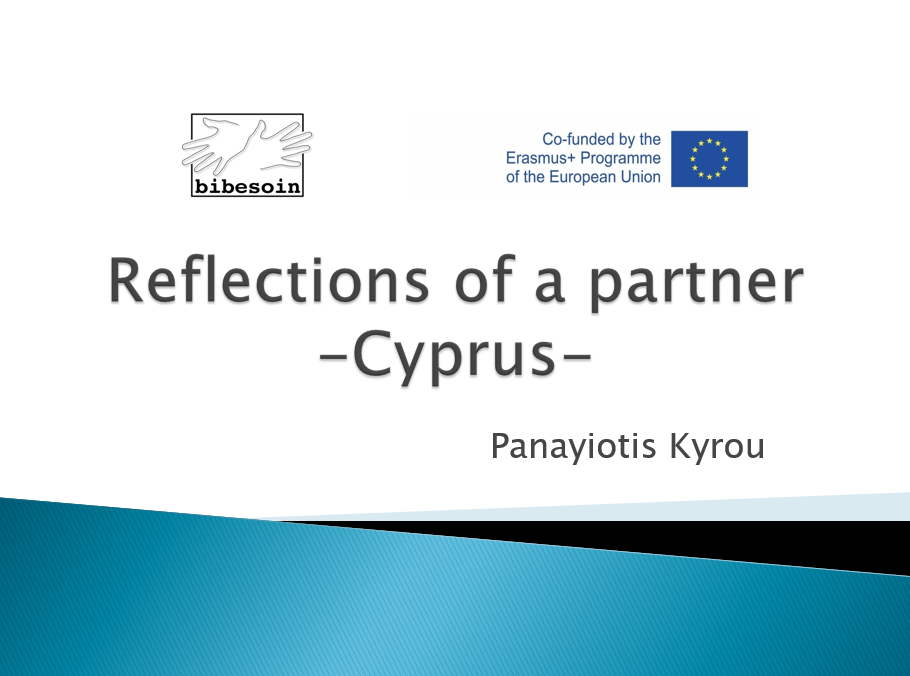 bibesoin
Co-funded by the
Erasmus+ Programme
of the European Union
Reflections of a partner
-Cyprus-
Panayiotis Kyrou